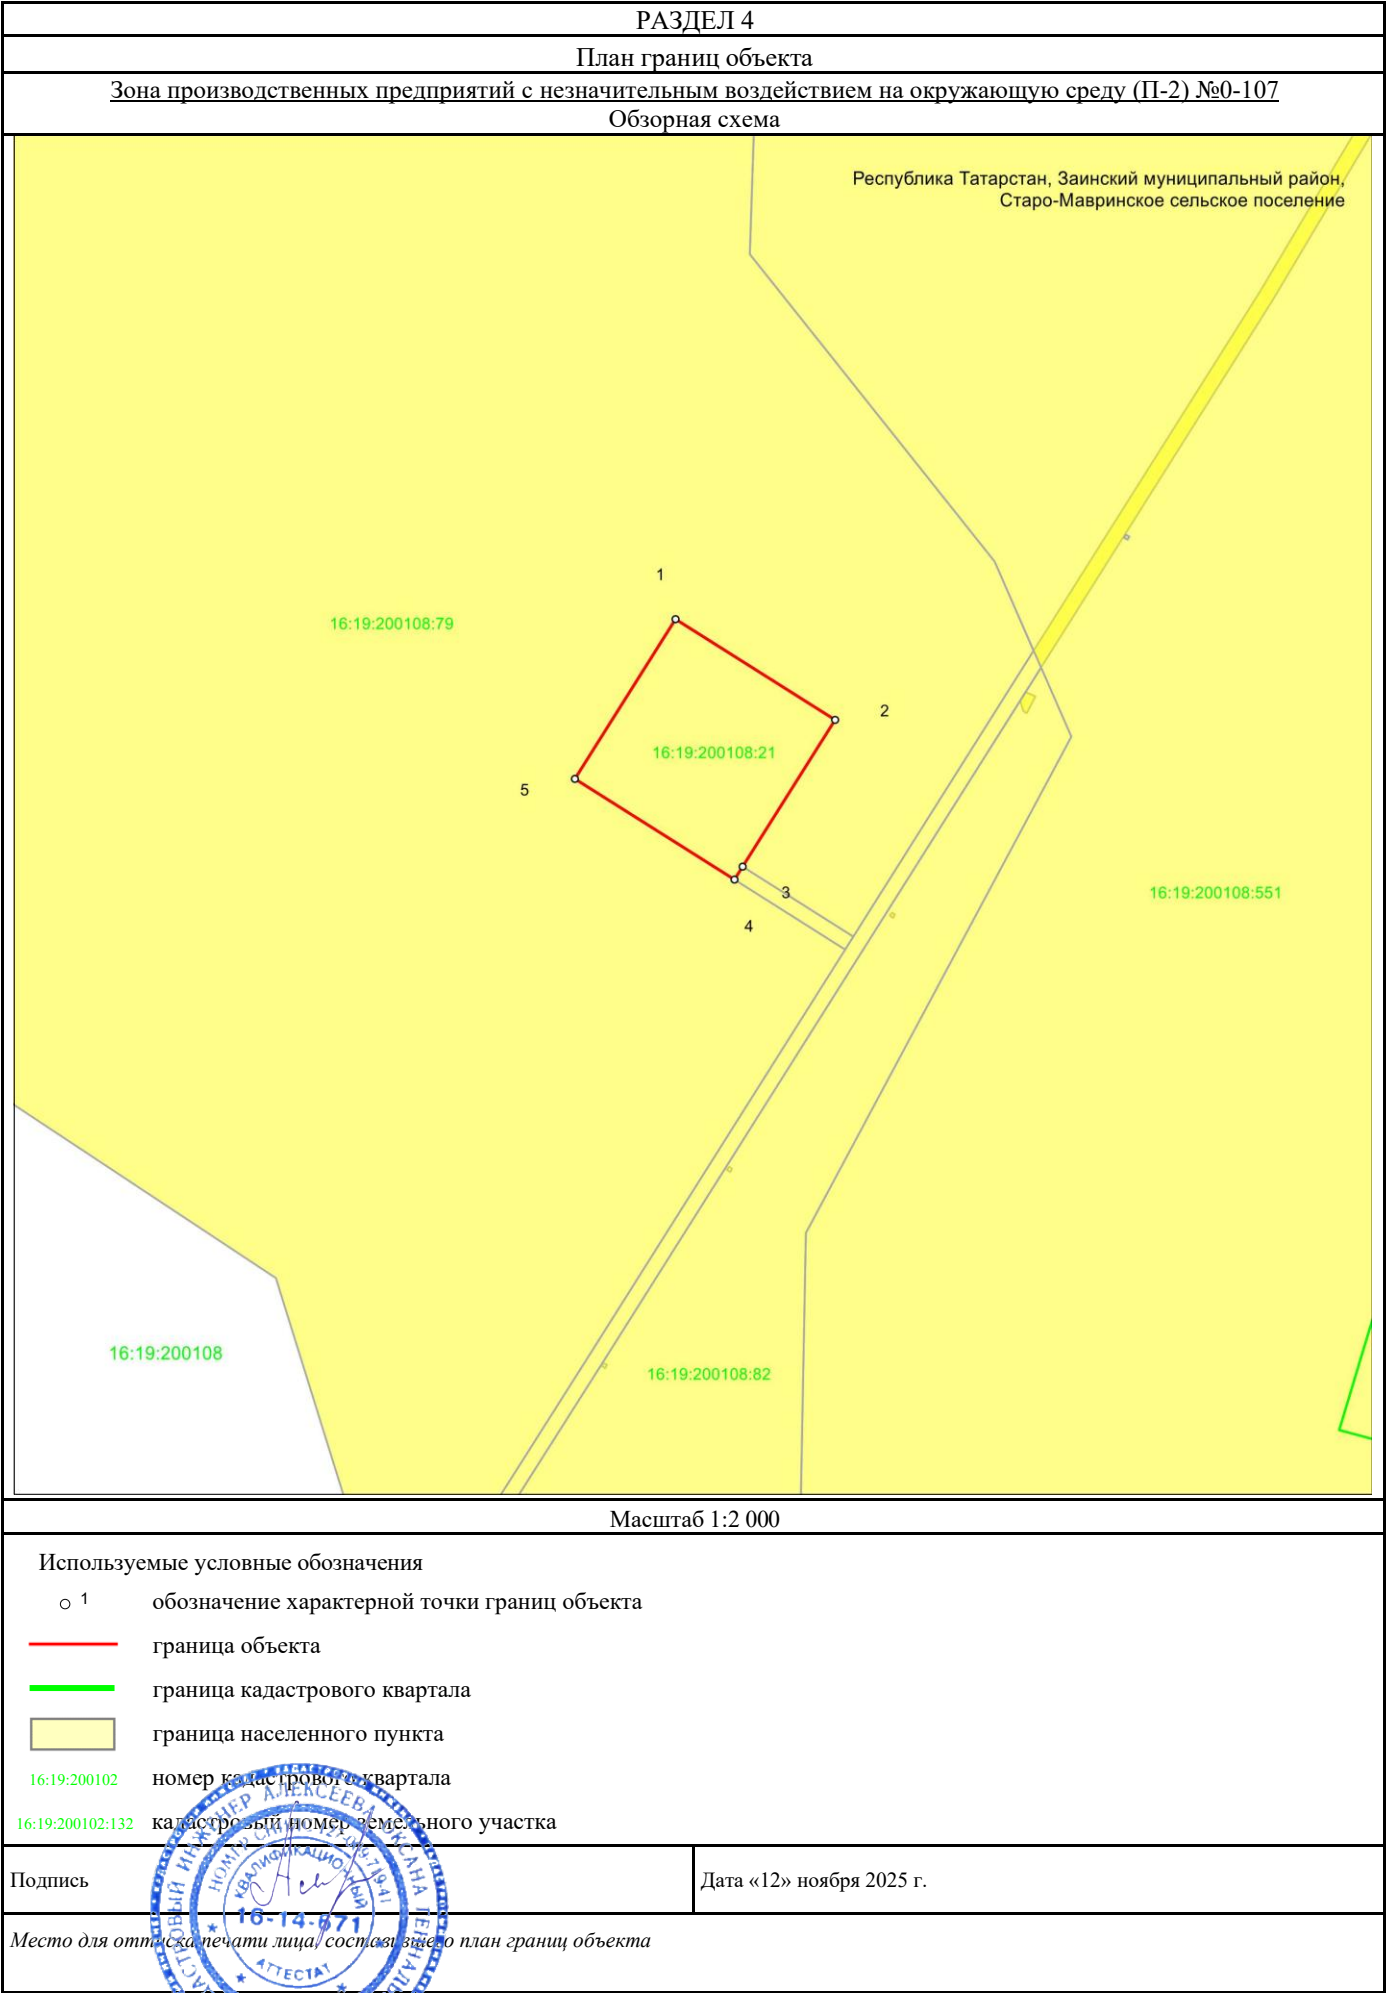 РАЗДЕЛ 4
План границ объекта
Зона производственных предприятий с незначительным воздействием на окружающую среду (П-2) №0-107
Обзорная схема
Республика Татарстан, Заинский муниципальный район,
Старо-Мавринское сельское поселение
1
16:19:200108:79
2
16:19:200108:21
5
3
16:19:200108:551
4
16:19:200108
16:19:200108:82
Масштаб 1:2 000
Используемые условные обозначения
1 обозначение характерной точки границ объекта
граница объекта
граница кадастрового квартала
граница населенного пункта
16:19:200102 номер кадастрового квартала
16:19:200102:132 кадастровый номер земельного участка
Подпись
Дата «12» ноября 2025 г.
Место для оттиска печати лица, составившего план границ объекта
ИНЖЕНЕР АЛЕКСЕЕВА ОКСАНА
КВАЛИФИКАЦИОННЫЙ
16-14-671
АТТЕСТАТ